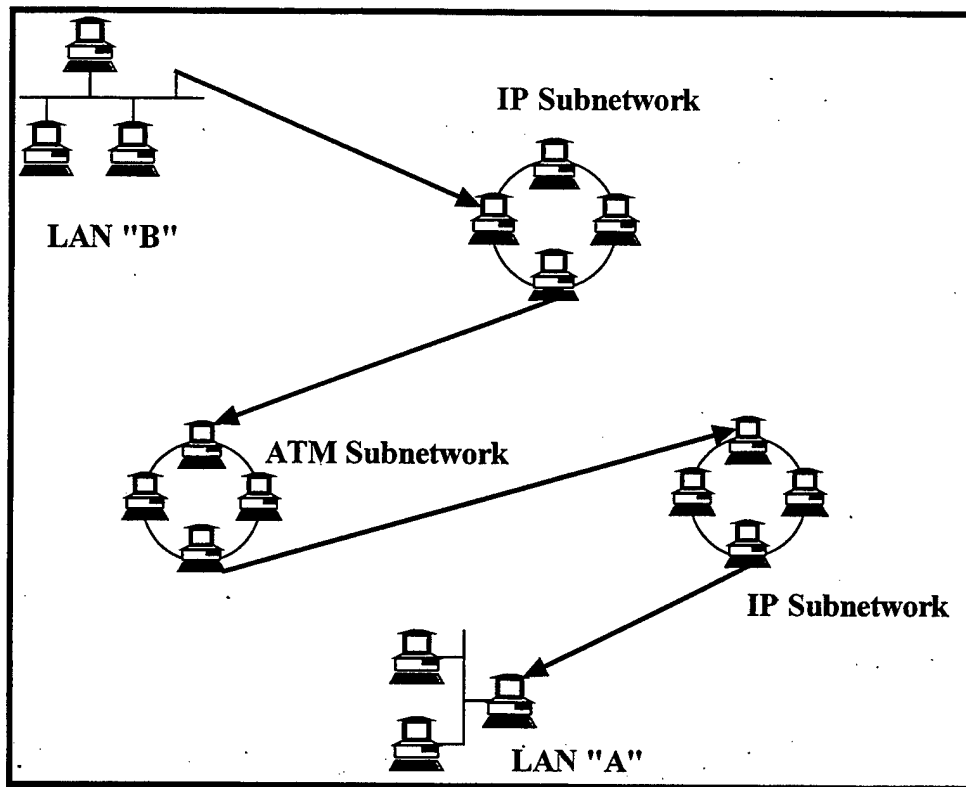 IP Subnetwork
LAN "B"
ATM Subnetwork
IP Subnetwork
LAN "A"